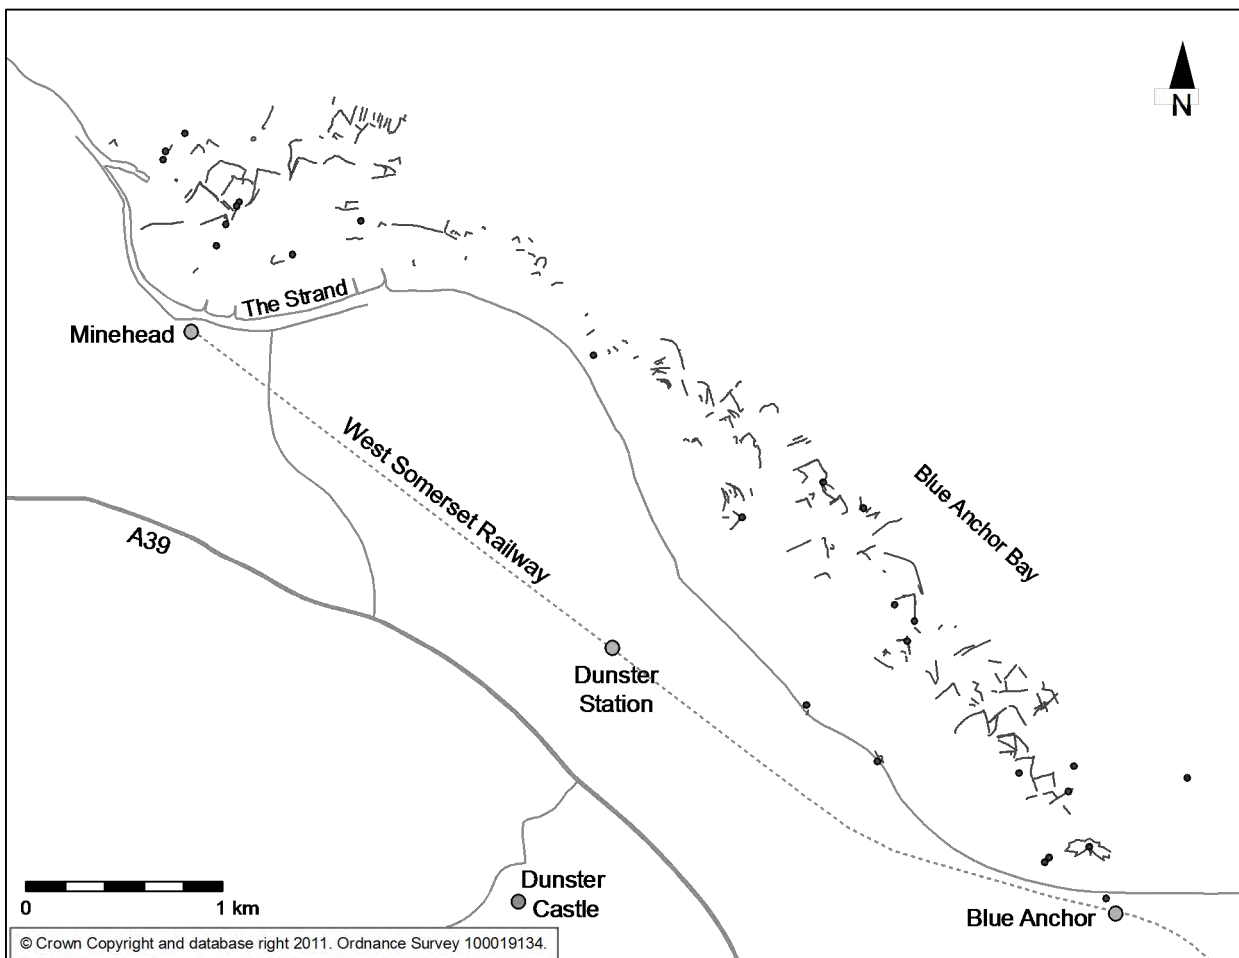 N
The Strand
Minehead
West Somerset Railway
Blue Anchor Bay
A39
Dunster
Station
Dunster
Castle
Blue Anchor
0 1 km
© Crown Copyright and database right 2011. Ordnance Survey 100019134.